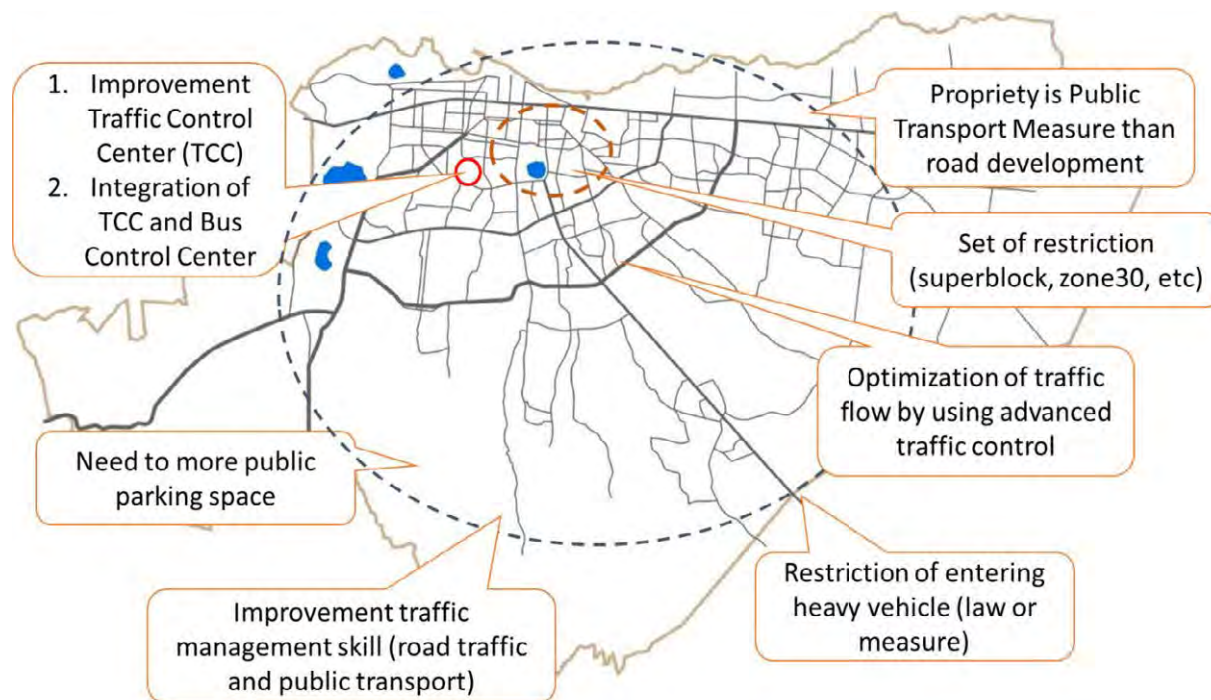 1. Improvement
Traffic Control
Center (TCC)
2. Integration of
TCC and Bus
Control Center
Propriety is Public
Transport Measure than
road development
Set of restriction
(superblock, zone30, etc)
Optimization of traffic
flow by using advanced
traffic control
Need to more public
parking space
Restriction of entering
heavy vehicle (law or
measure)
Improvement traffic
management skill (road traffic
and public transport)